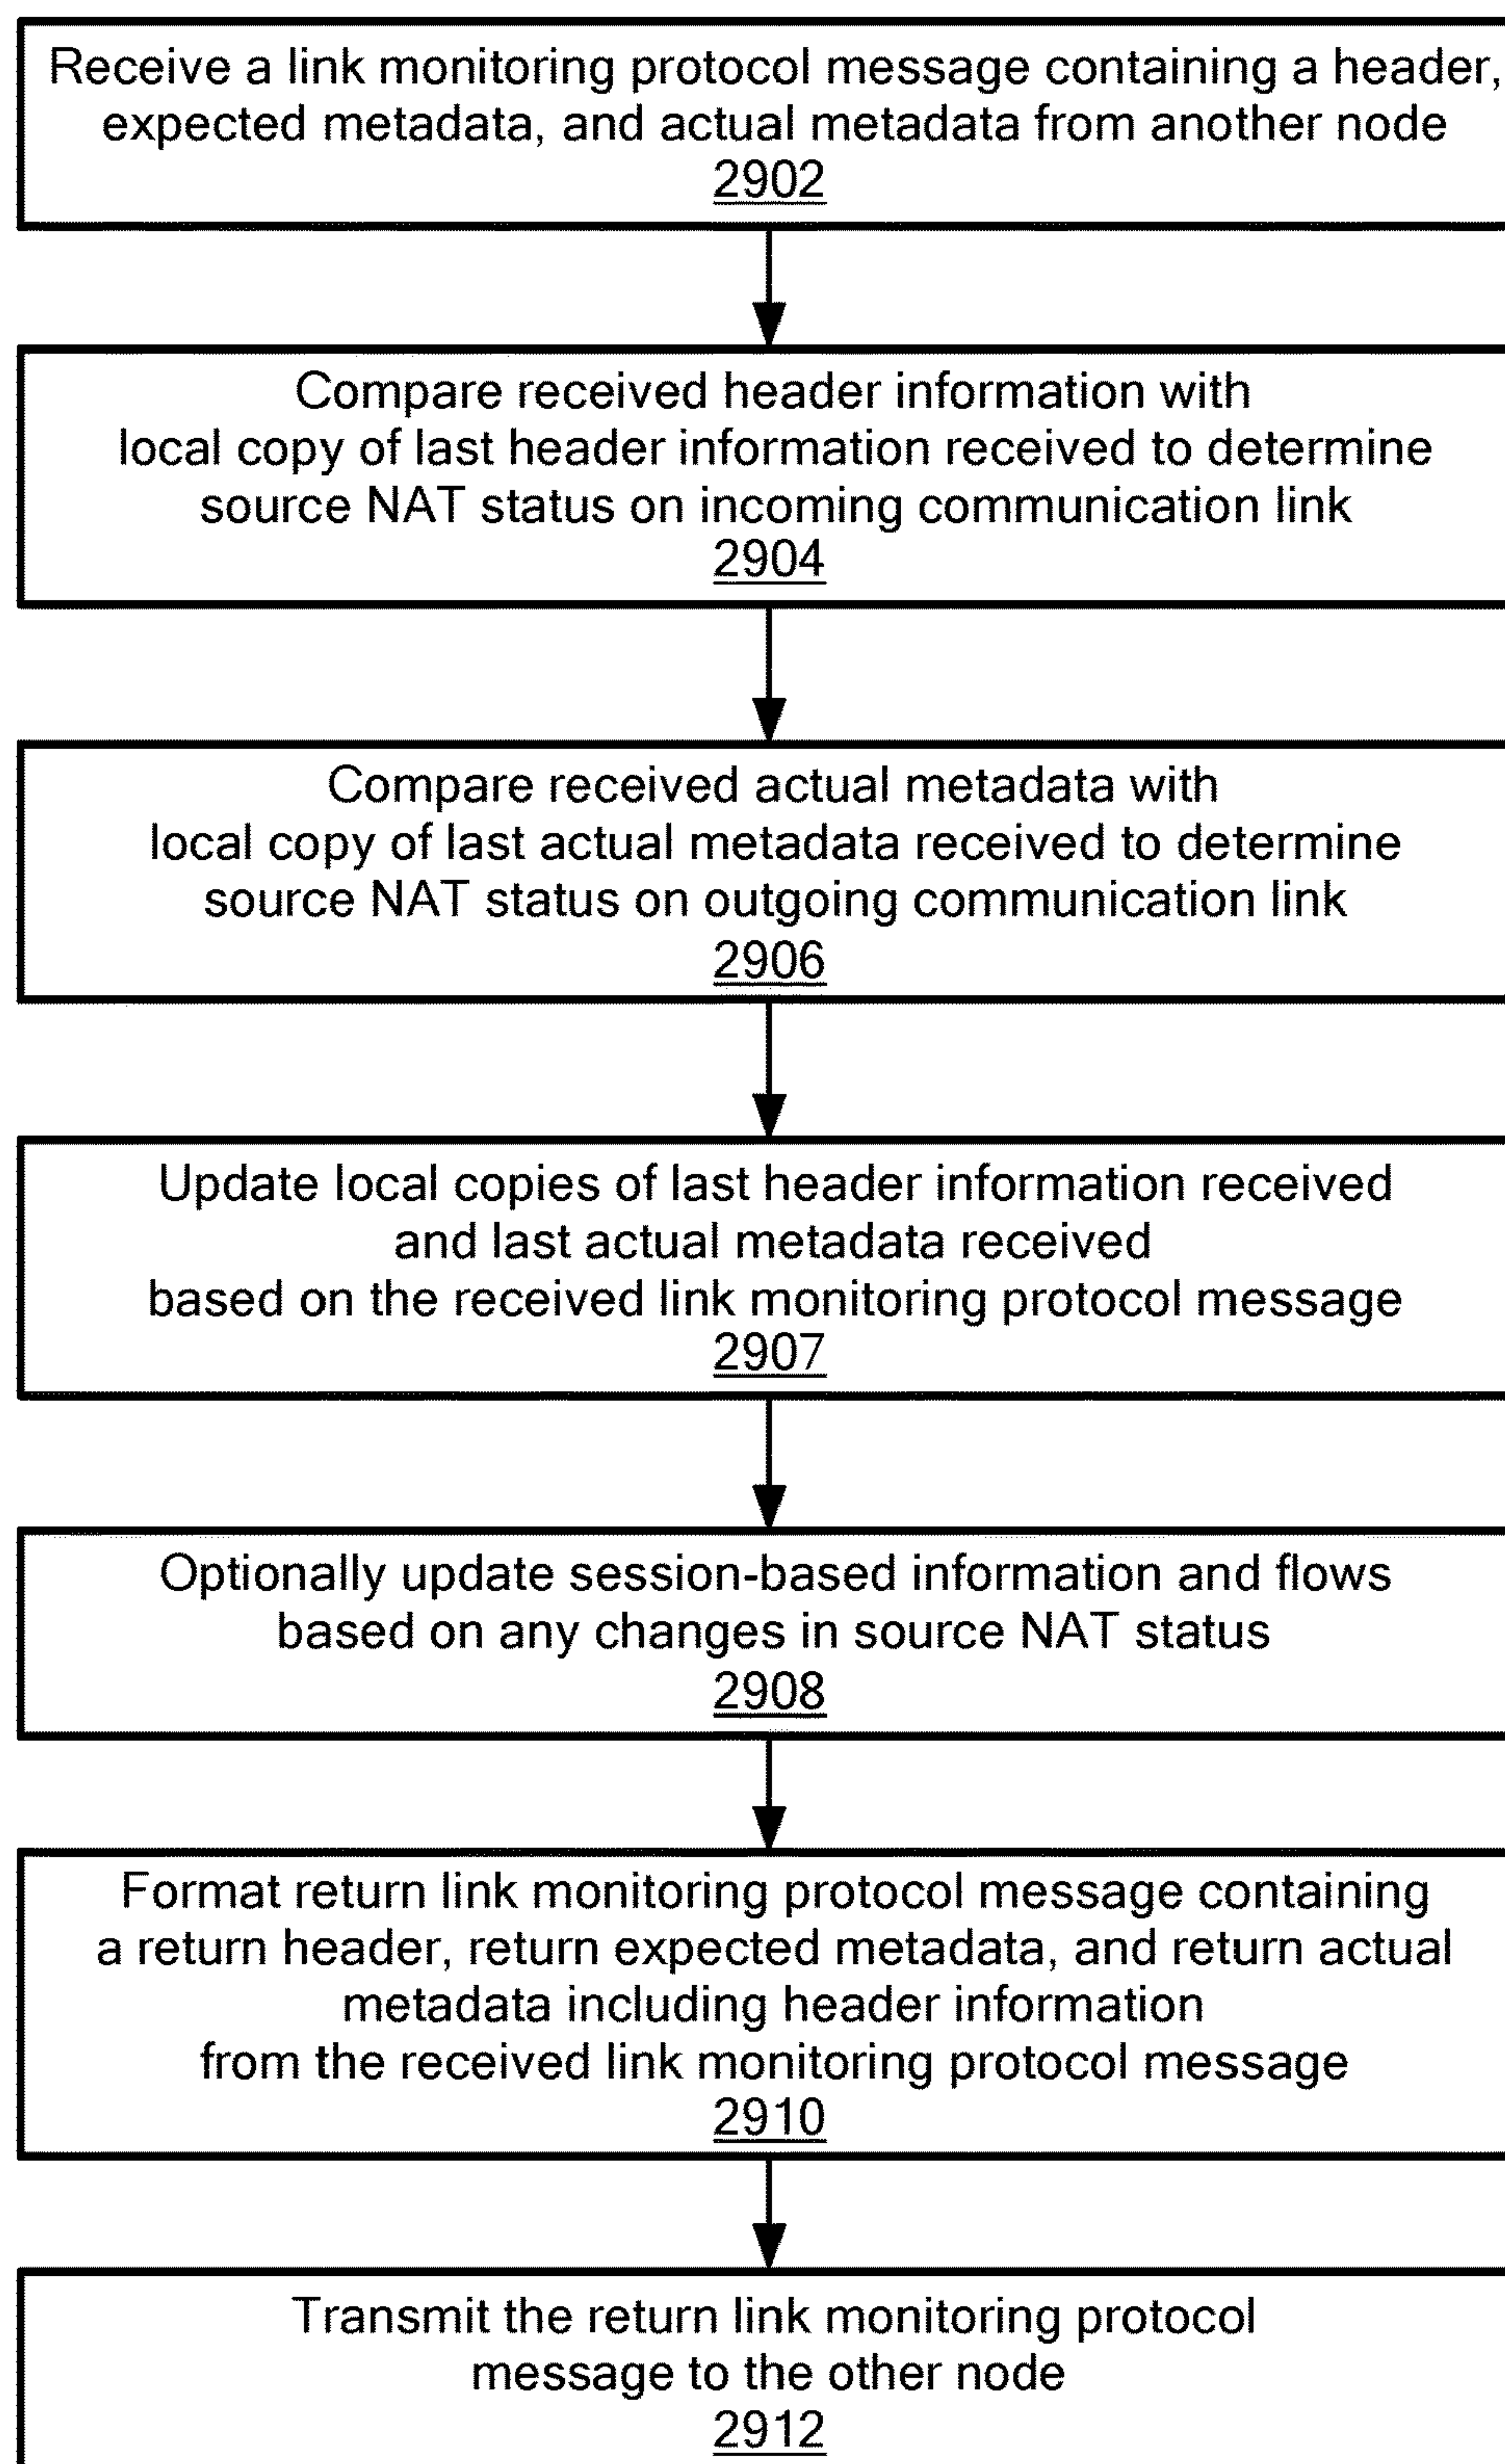 Receive a link monitoring protocol message containing a header,
expected metadata, and actual metadata from another node
2902
Compare received header information with
local copy of last header information received to determine
source NAT status on incoming communication link
2904
Compare received actual metadata with
local copy of last actual metadata received to determine
source NAT status on outgoing communication link
2906
Update local copies of last header information received
and last actual metadata received
based on the received link monitoring protocol message
2907
Optionally update session-based information and flows
based on any changes in source NAT status
2908
Format return link monitoring protocol message containing
a return header, return expected metadata, and return actual
metadata including header information
from the received link monitoring protocol message
2910
Transmit the return link monitoring protocol
message to the other node
2912